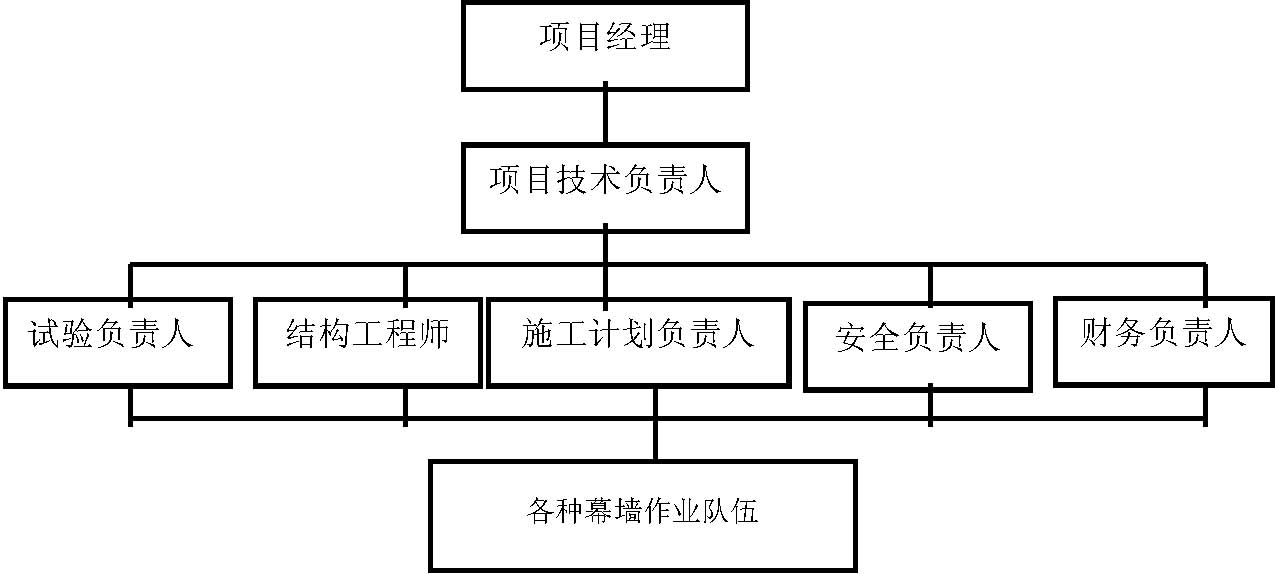 项目经理
项目技术负责人
试验负责人
结构工程师
施工计划负责人
安全负责人
财务负责人
各种幕墙作业队伍